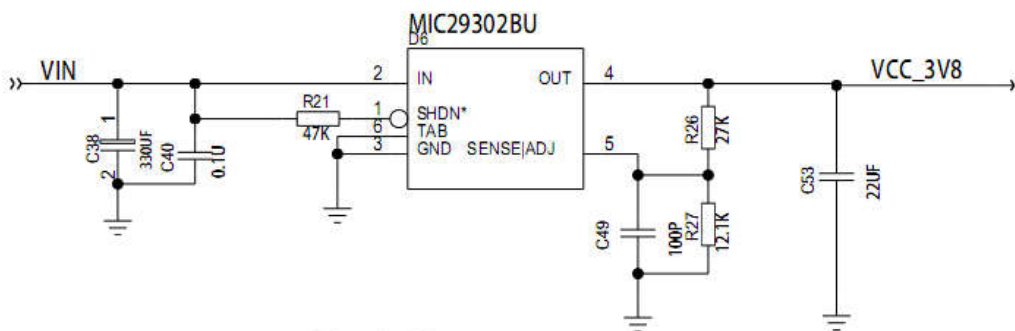 MIC29302BU
D6
VIN
2
IN
OUT
4
VCC_3V8
R21
47K
1
SHDN*
6
TAB
3
GND
SENSE|ADJ
5
1
C38
330UF
2
C40
0.1U
R26
27K
C49
100P
R27
12.1K
C53
22UF